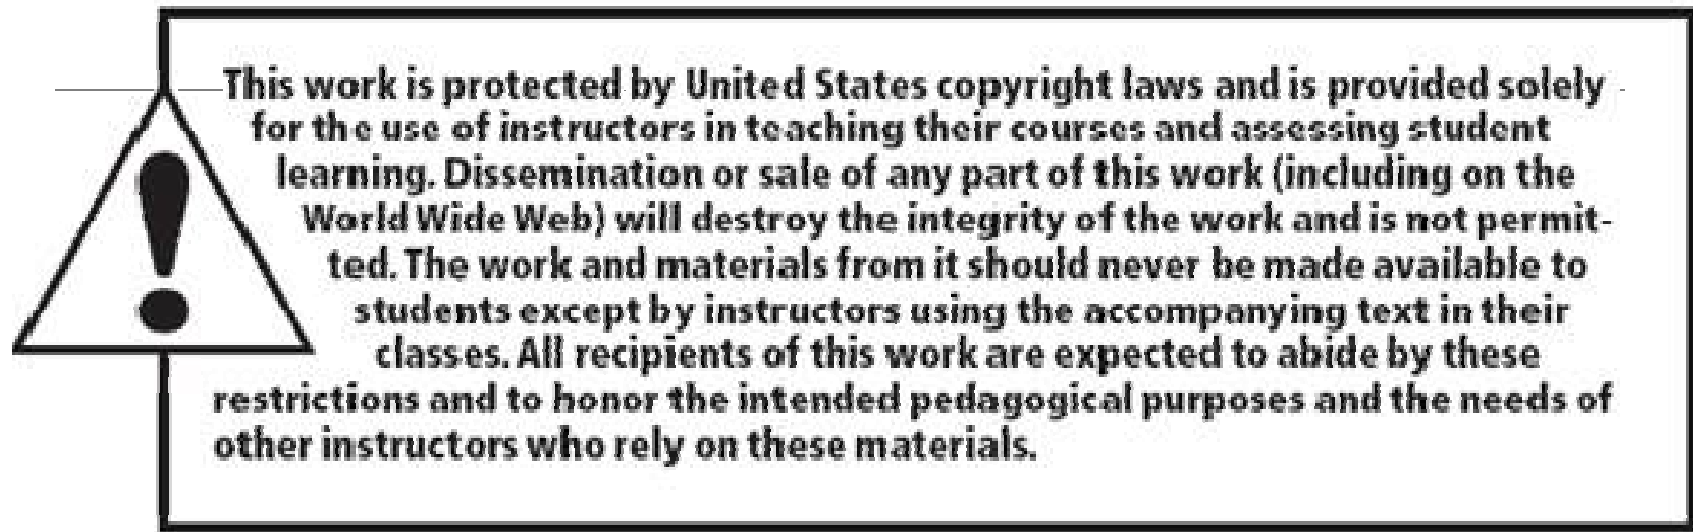 This work is protected by United States copyright laws and is provided solely
for the use of instructors in teaching their courses and assessing student
learning. Dissemination or sale of any part of this work (including on the
World Wide Web) will destroy the integrity of the work and is not permit-
ted. The work and materials from it should never be made available to
students except by instructors using the accompanying text in their
classes. All recipients of this work are expected to abide by these
restrictions and to honor the intended pedagogical purposes and the needs of
other instructors who rely on these materials.